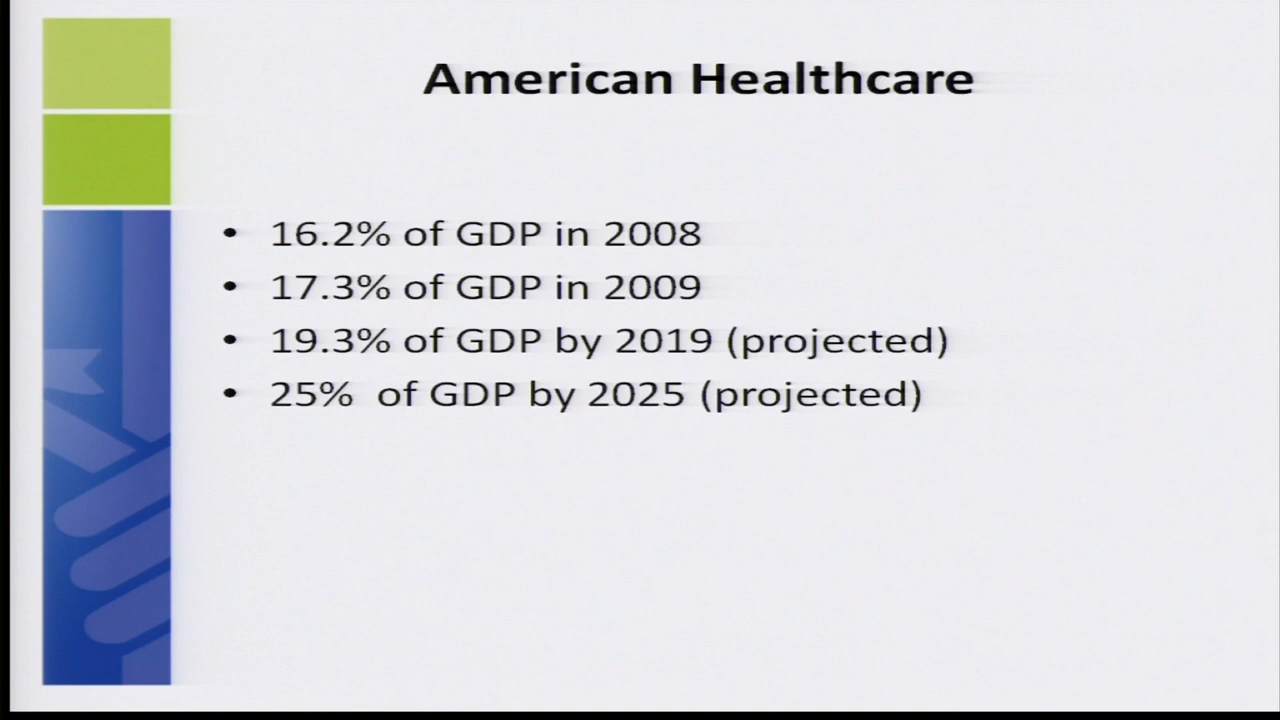 American Healthcare
• 16.2% of GDP in 2008
• 17.3% of GDP in 2009
• 19.3% of GDP by 2019 (projected)
• 25% of GDP by 2025 (projected)